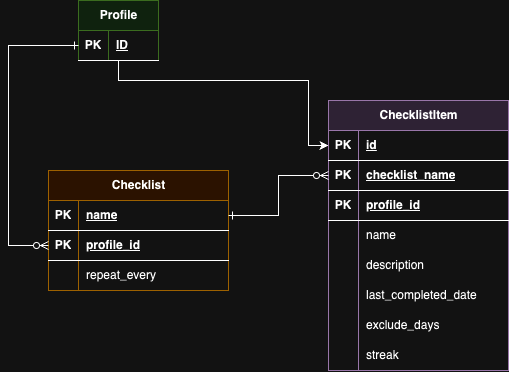 Profile
PK ID
ChecklistItem
PK id
PK checklist_name
PK profile_id
name
description
last_completed_date
exclude_days
streak
Checklist
PK name
PK profile_id
repeat_every